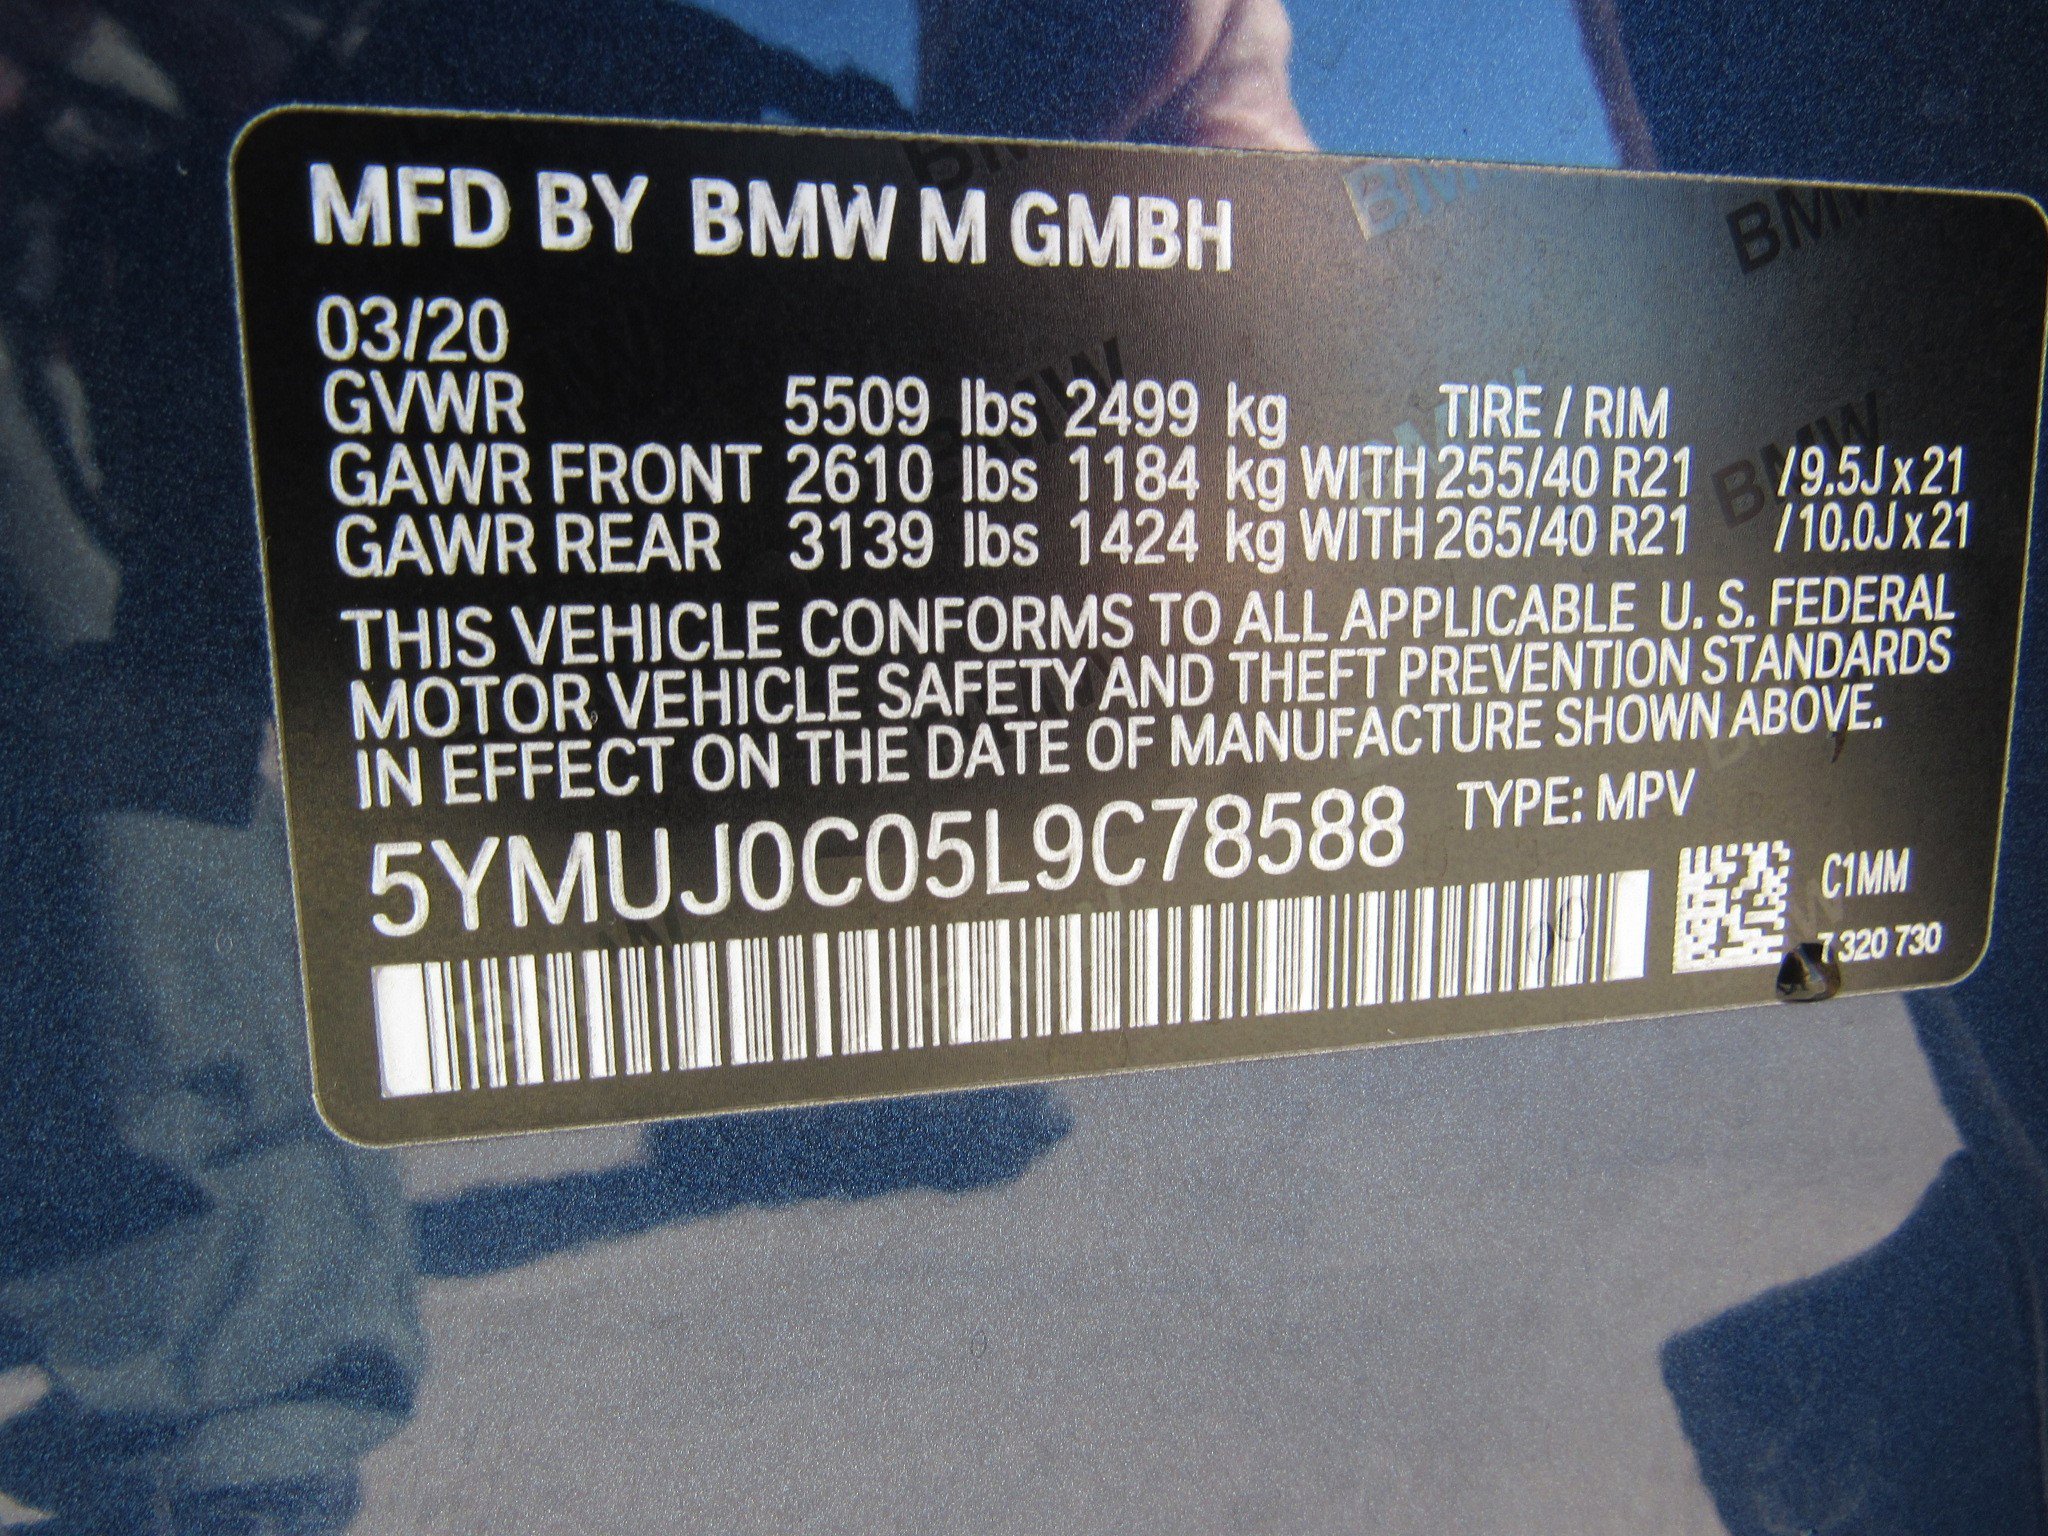 MFD BY BMW M GMBH
03/20
GVWR 5509 lbs 2499 kg TIRE / RIM
GAWR FRONT 2610 lbs 1184 kg WITH 255/40 R21 /9.5J x 21
GAWR REAR 3139 lbs 1424 kg WITH 265/40 R21 /10.0J x 21
THIS VEHICLE CONFORMS TO ALL APPLICABLE U. S. FEDERAL
MOTOR VEHICLE SAFETY AND THEFT PREVENTION STANDARDS
IN EFFECT ON THE DATE OF MANUFACTURE SHOWN ABOVE.
5YMUJ0C05L9C78588 TYPE: MPV
C1MM
7 320 730